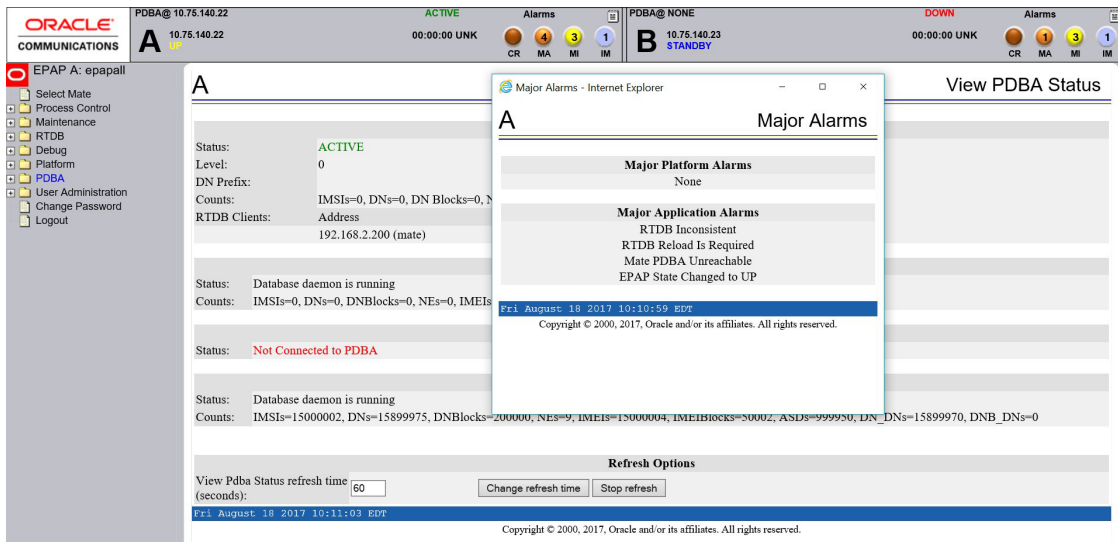 ORACLE
COMMUNICATIONS
PDBA@ 10.75.140.22 ACTIVE Alarms
A 10.75.140.22 00:00:00 UNK 4 3 1
UP
CR MA MI IM
PDBA@ NONE DOWN Alarms
B 10.75.140.23 00:00:00 UNK 1 3 1
STANDBY
CR MA MI IM
EPAP A: epapall
Select Mate
Process Control
Maintenance
RTDB
Debug
Platform
PDBA
User Administration
Change Password
Logout
A View PDBA Status
Status: ACTIVE
Level: 0
DN Prefix:
Counts: IMSIs=0, DNs=0, DN Blocks=0,
RTDB Clients: Address
192.168.2.200 (mate)
Status: Database daemon is running
Counts: IMSIs=0, DNs=0, DNBlocks=0, NEs=0, IMEIs
Status: Not Connected to PDBA
Status: Database daemon is running
Counts: IMSIs=15000002, DNs=15899975, DNBlocks=200000, NEs=9, IMEIs=15000004, IMEIBlocks=50002, ASDs=999950, DN_DNs=15899970, DNB_DNs=0
Refresh Options
View Pdba Status refresh time (seconds): 60 Change refresh time Stop refresh
Fri August 18 2017 10:11:03 EDT
Copyright © 2000, 2017, Oracle and/or its affiliates. All rights reserved.
Major Alarms - Internet Explorer
A Major Alarms
Major Platform Alarms
None
Major Application Alarms
RTDB Inconsistent
RTDB Reload Is Required
Mate PDBA Unreachable
EPAP State Changed to UP
Fri August 18 2017 10:10:59 EDT
Copyright © 2000, 2017, Oracle and/or its affiliates. All rights reserved.